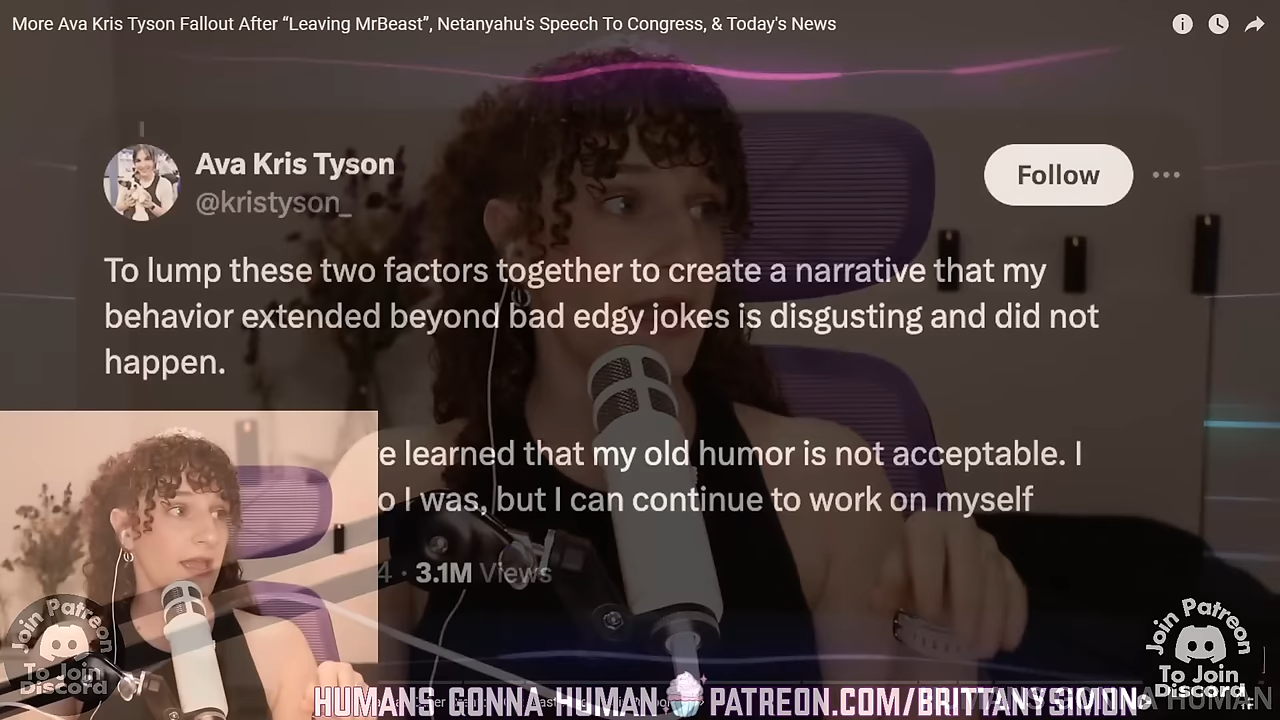 More Ava Kris Tyson Fallout After “Leaving MrBeast”, Netanyahu's Speech To Congress, & Today's News
Ava Kris Tyson
@kristyson_
Follow
To lump these two factors together to create a narrative that my
behavior extended beyond bad edgy jokes is disgusting and did not
happen.
e learned that my old humor is not acceptable. I
o I was, but I can continue to work on myself
4 · 3.1M Views
Join Patreon
To Join
Discord
Join Patreon
To Join
Discord
HUMANS GONNA HUMAN PATREON.COM/BRITTANYSIMON